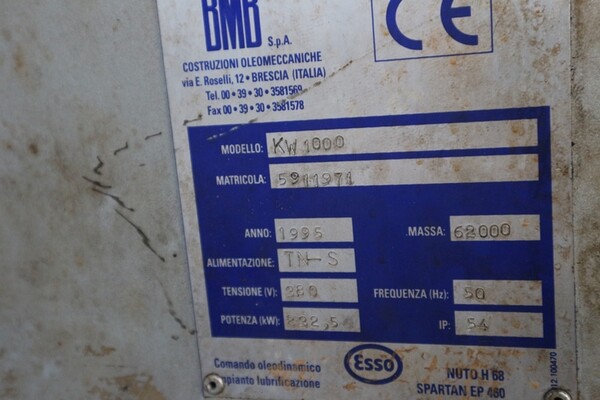 BMB S.p.A.
CE
COSTRUZIONI OLEOMECCANICHE
via E. Roselli, 12 • BRESCIA (ITALIA)
Tel. 00 • 39 • 30 • 3581569
Fax 00 • 39 • 30 • 3581578
MODELLO: KW 1000
MATRICOLA: 5911971
ANNO: 1996 MASSA: 62000
ALIMENTAZIONE: TN-S
TENSIONE (V): 380 FREQUENZA (Hz): 50
POTENZA (kW): IP: 54
Comando oleodinamico
Impianto lubrificazione
Esso
NUTO H 68
SPARTAN EP 460